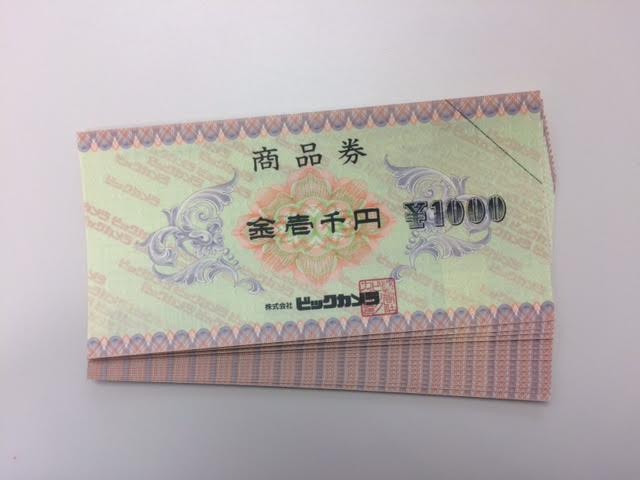 商品券
金壱千円 ¥1000
株式会社 ビックカメラ